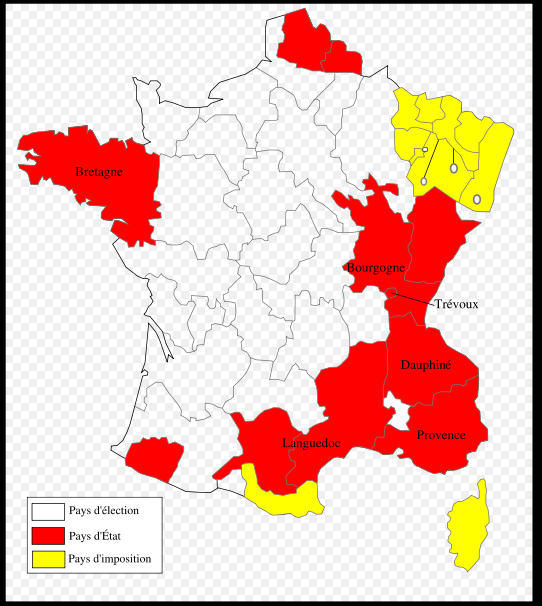 Bretagne
Bourgogne
Trévoux
Dauphiné
Provence
Languedoc
Pays d'élection
Pays d'État
Pays d'imposition